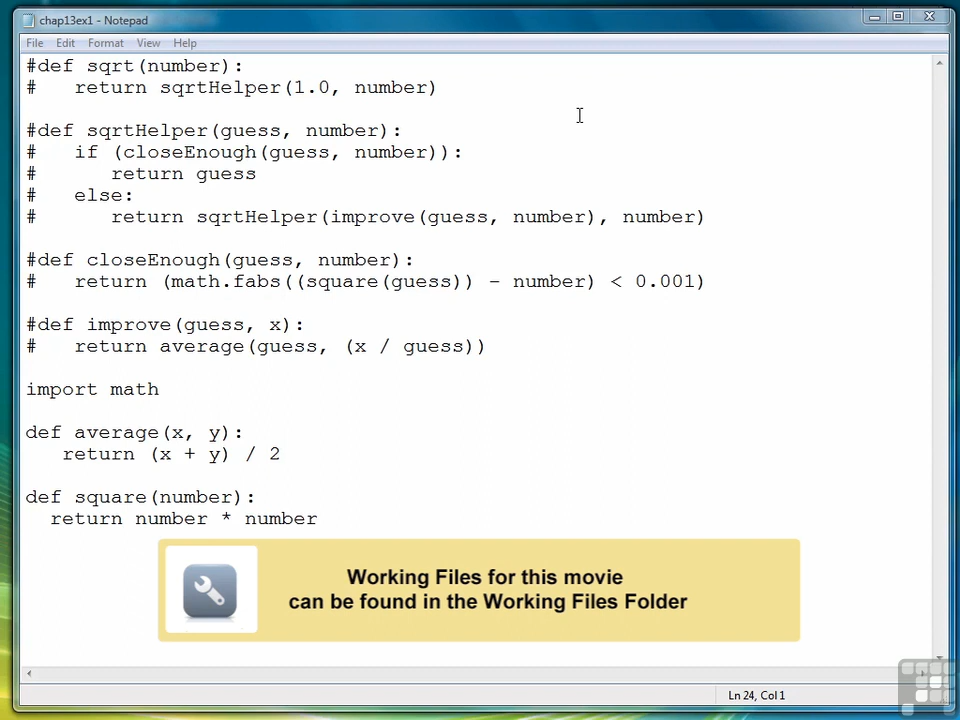 chap13ex1 - Notepad
File Edit Format View Help
#def sqrt(number):
#   return sqrtHelper(1.0, number)
#def sqrtHelper(guess, number):
#   if (closeEnough(guess, number)):
#      return guess
#   else:
#      return sqrtHelper(improve(guess, number), number)
#def closeEnough(guess, number):
#   return (math.fabs((square(guess)) - number) < 0.001)
#def improve(guess, x):
#   return average(guess, (x / guess))
import math
def average(x, y):
   return (x + y) / 2
def square(number):
  return number * number
Working Files for this movie
can be found in the Working Files Folder
Ln 24, Col 1